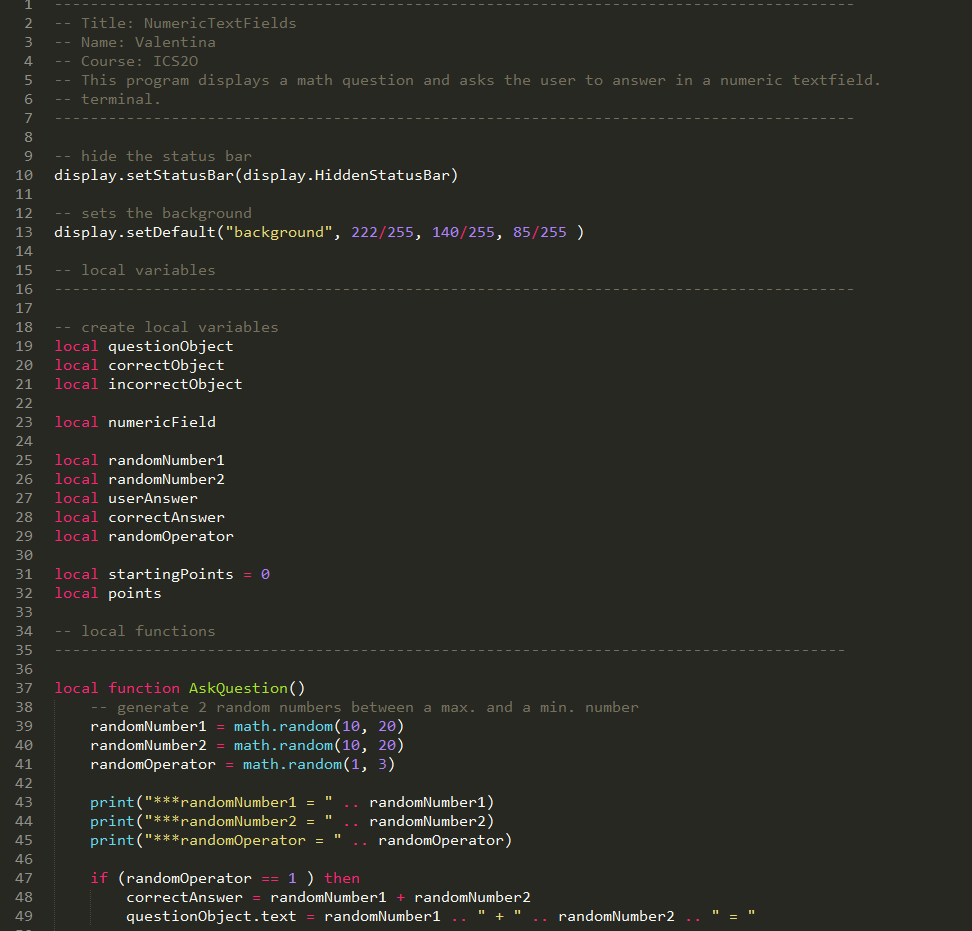 1 -----------------------------------------------------------------------------------------
2 -- Title: NumericTextFields
3 -- Name: Valentina
4 -- Course: ICS2O
5 -- This program displays a math question and asks the user to answer in a numeric textfield.
6 -- terminal.
7 -----------------------------------------------------------------------------------------
8
9 -- hide the status bar
10 display.setStatusBar(display.HiddenStatusBar)
11
12 -- sets the background
13 display.setDefault("background", 222/255, 140/255, 85/255 )
14
15 -- local variables
16 -----------------------------------------------------------------------------------------
17
18 -- create local variables
19 local questionObject
20 local correctObject
21 local incorrectObject
22
23 local numericField
24
25 local randomNumber1
26 local randomNumber2
27 local userAnswer
28 local correctAnswer
29 local randomOperator
30
31 local startingPoints = 0
32 local points
33
34 -- local functions
35 ----------------------------------------------------------------------------------------
36
37 local function AskQuestion()
38 -- generate 2 random numbers between a max. and a min. number
39 randomNumber1 = math.random(10, 20)
40 randomNumber2 = math.random(10, 20)
41 randomOperator = math.random(1, 3)
42
43 print("***randomNumber1 = " .. randomNumber1)
44 print("***randomNumber2 = " .. randomNumber2)
45 print("***randomOperator = " .. randomOperator)
46
47 if (randomOperator == 1 ) then
48 correctAnswer = randomNumber1 + randomNumber2
49 questionObject.text = randomNumber1 .. " + " .. randomNumber2 .. " = "